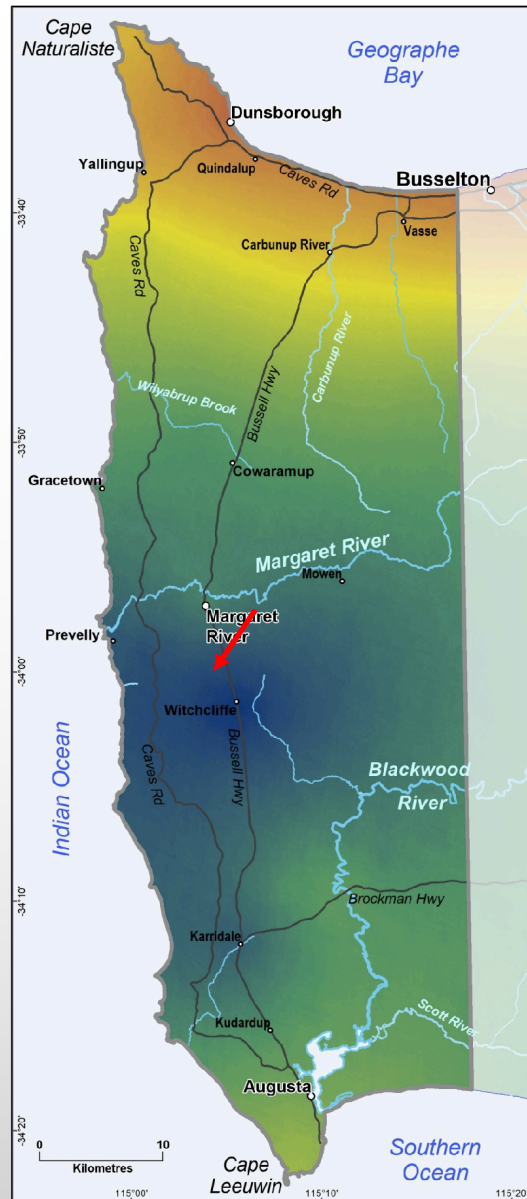 Cape
Naturaliste
Geographe
Bay
Dunsborough
Yallingup
Quindalup
Caves Rd
Busselton
Vasse
-33°40
Caves Rd
Carbunup River
Carbunup River
Bussell Hwy
Wilyabrup Brook
-33°50
Cowaramup
Gracetown
Margaret River
Mowen
Margaret
River
Prevelly
-34°00
Witchcliffe
Bussell Hwy
Caves Rd
Indian Ocean
Blackwood
River
-34°10
Brockman Hwy
Karridale
Kudardup
Scott River
Augusta
-34°20
0 10
Kilometres
Cape
Leeuwin
Southern
Ocean
115°00
115°10
115°20